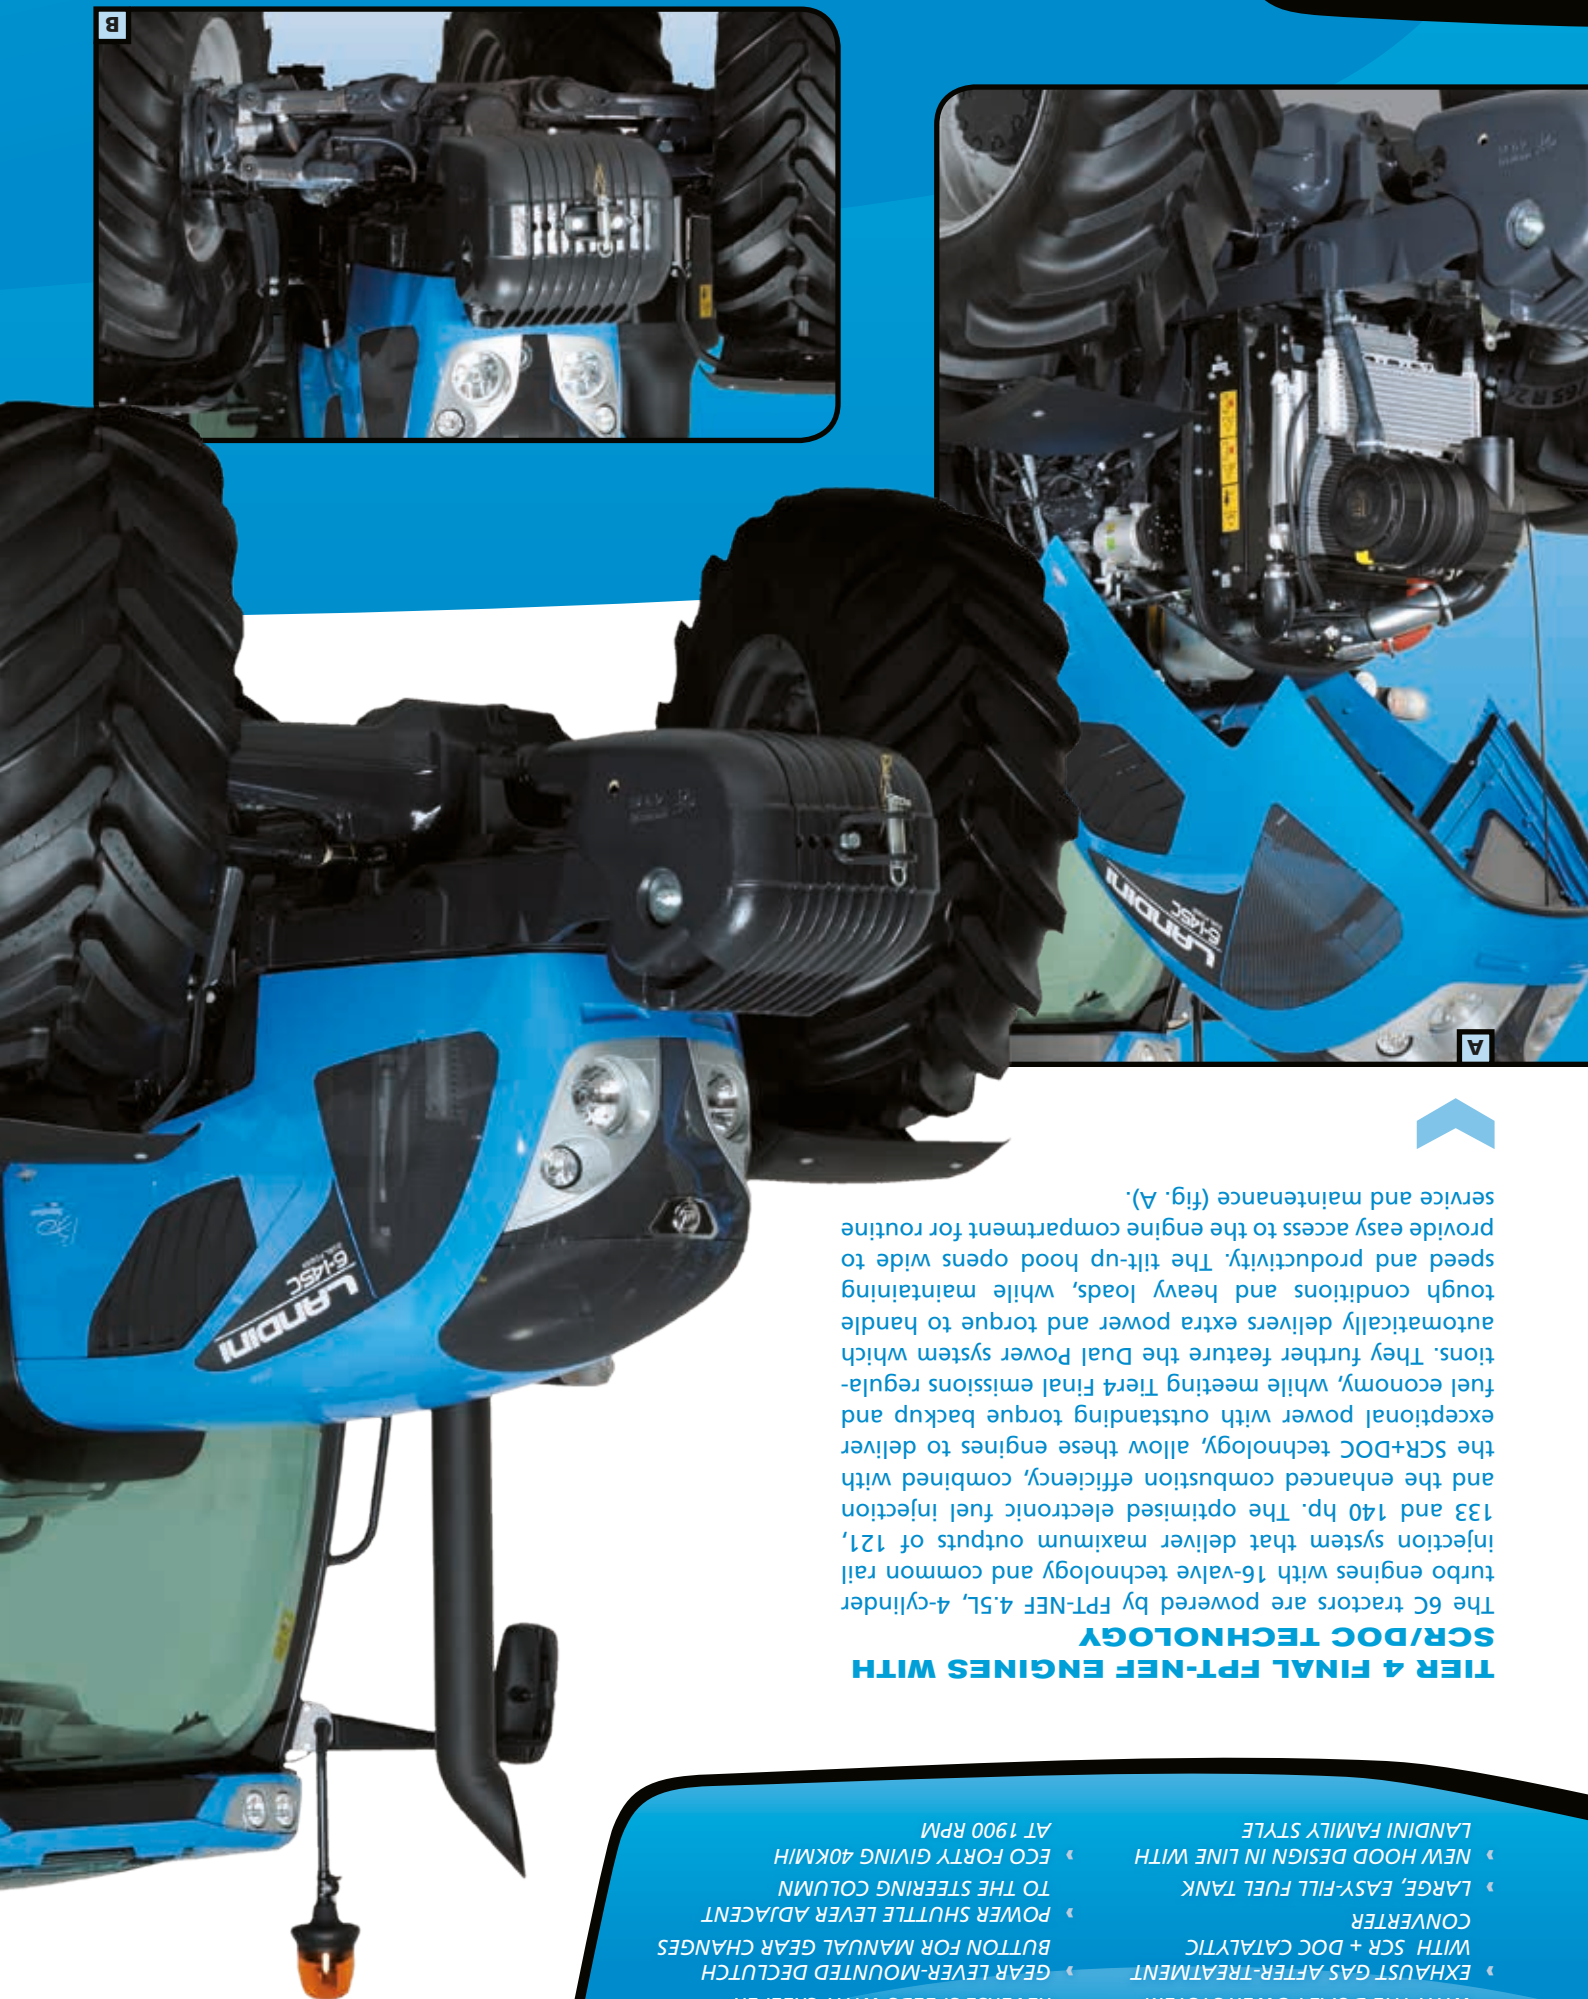 EXHAUST GAS AFTER-TREATMENT
WITH SCR + DOC CATALYTIC
CONVERTER
LARGE, EASY-FILL FUEL TANK
NEW HOOD DESIGN IN LINE WITH
LANDINI FAMILY STYLE
GEAR LEVER-MOUNTED DECLUTCH
BUTTON FOR MANUAL GEAR CHANGES
POWER SHUTTLE LEVER ADJACENT
TO THE STEERING COLUMN
ECO FORTY GIVING 40KM/H
AT 1900 RPM
TIER 4 FINAL FPT-NEF ENGINES WITH
SCR/DOC TECHNOLOGY
The 6C tractors are powered by FPT-NEF 4.5L, 4-cylinder
turbo engines with 16-valve technology and common rail
injection system that deliver maximum outputs of 121,
133 and 140 hp. The optimised electronic fuel injection
and the enhanced combustion efficiency, combined with
the SCR+DOC technology, allow these engines to deliver
exceptional power with outstanding torque backup and
fuel economy, while meeting Tier4 Final emissions regula-
tions. They further feature the Dual Power system which
automatically delivers extra power and torque to handle
tough conditions and heavy loads, while maintaining
speed and productivity. The tilt-up hood opens wide to
provide easy access to the engine compartment for routine
service and maintenance (fig. A).
A
LANDINI
6-145C
LANDINI
6-145C
B